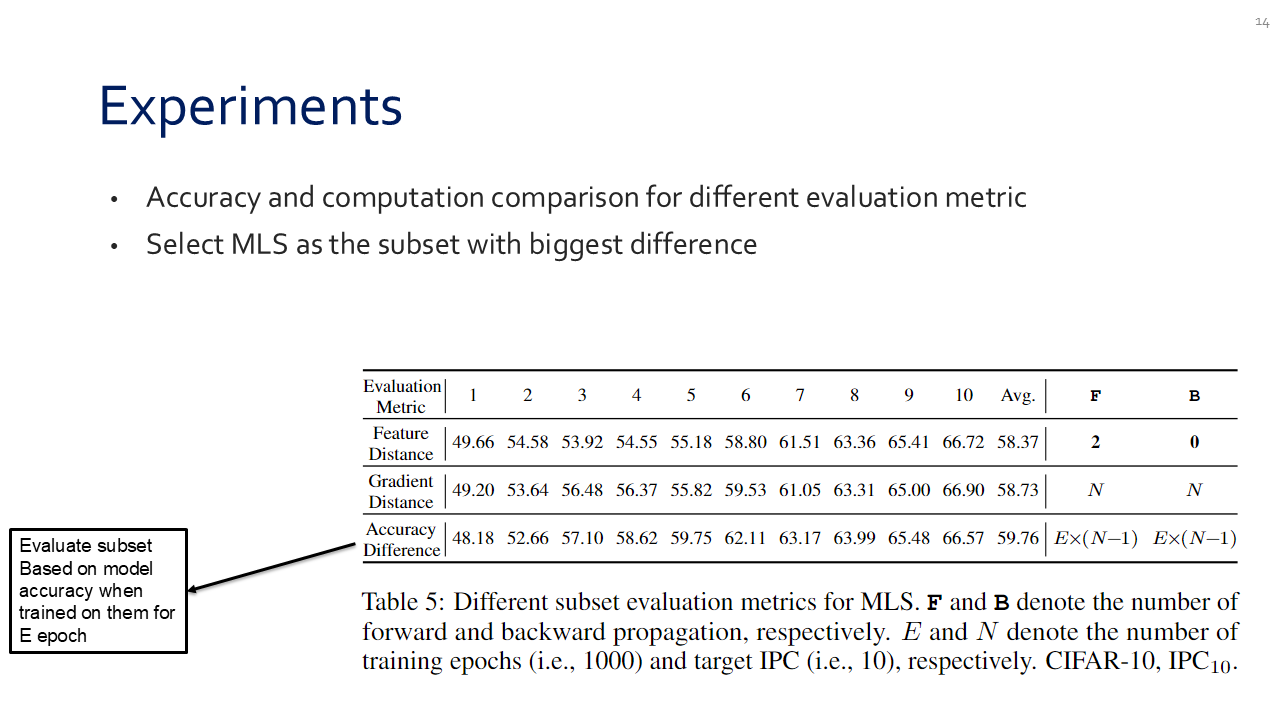 14
Experiments
• Accuracy and computation comparison for different evaluation metric
• Select MLS as the subset with biggest difference
Evaluation Metric 1 2 3 4 5 6 7 8 9 10 Avg. F B
Feature Distance 49.66 54.58 53.92 54.55 55.18 58.80 61.51 63.36 65.41 66.72 58.37 2 0
Gradient Distance 49.20 53.64 56.48 56.37 55.82 59.53 61.05 63.31 65.00 66.90 58.73 N N
Accuracy Difference 48.18 52.66 57.10 58.62 59.75 62.11 63.17 63.99 65.48 66.57 59.76 E×(N−1) E×(N−1)
Evaluate subset
Based on model
accuracy when
trained on them for
E epoch
Table 5: Different subset evaluation metrics for MLS. F and B denote the number of
forward and backward propagation, respectively. E and N denote the number of
training epochs (i.e., 1000) and target IPC (i.e., 10), respectively. CIFAR-10, IPC₁₀.